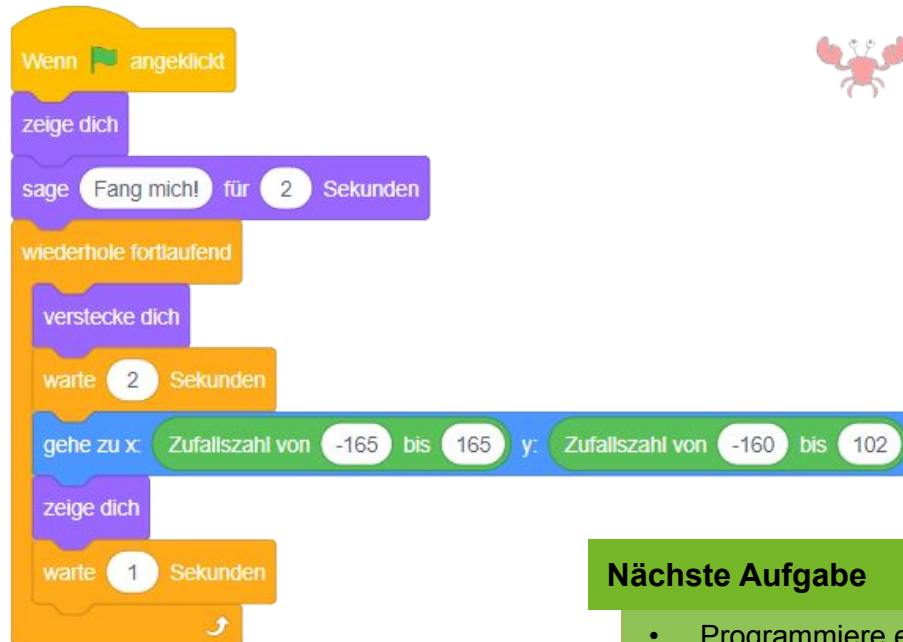 Wenn angeklickt
zeige dich
sage Fang mich! für 2 Sekunden
wiederhole fortlaufend
verstecke dich
warte 2 Sekunden
gehe zu x: Zufallszahl von -165 bis 165 y: Zufallszahl von -160 bis 102
zeige dich
warte 1 Sekunden
Nächste Aufgabe
• Programmiere